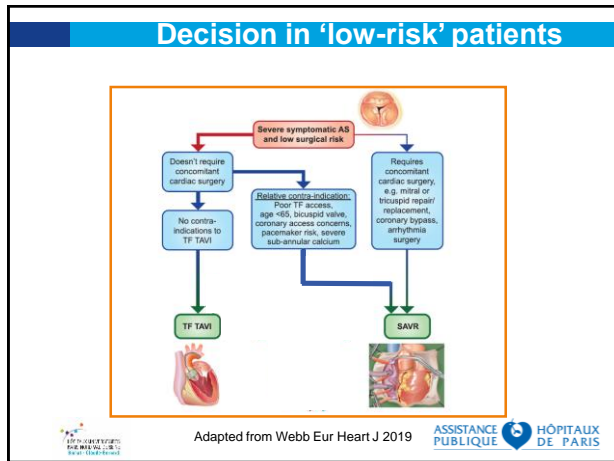 Decision in ‘low-risk’ patients
Severe symptomatic AS
and low surgical risk
Doesn't require
concomitant
cardiac surgery
Relative contra-indication:
Poor TF access,
age <65, bicuspid valve,
coronary access concerns,
pacemaker risk, severe
sub-annular calcium
Requires
concomitant
cardiac surgery,
e.g. mitral or
tricuspid repair/
replacement,
coronary bypass,
arrhythmia
surgery
No contra-
indications to
TF TAVI
TF TAVI
SAVR
Adapted from Webb Eur Heart J 2019
ASSISTANCE
PUBLIQUE
HÔPITAUX
DE PARIS